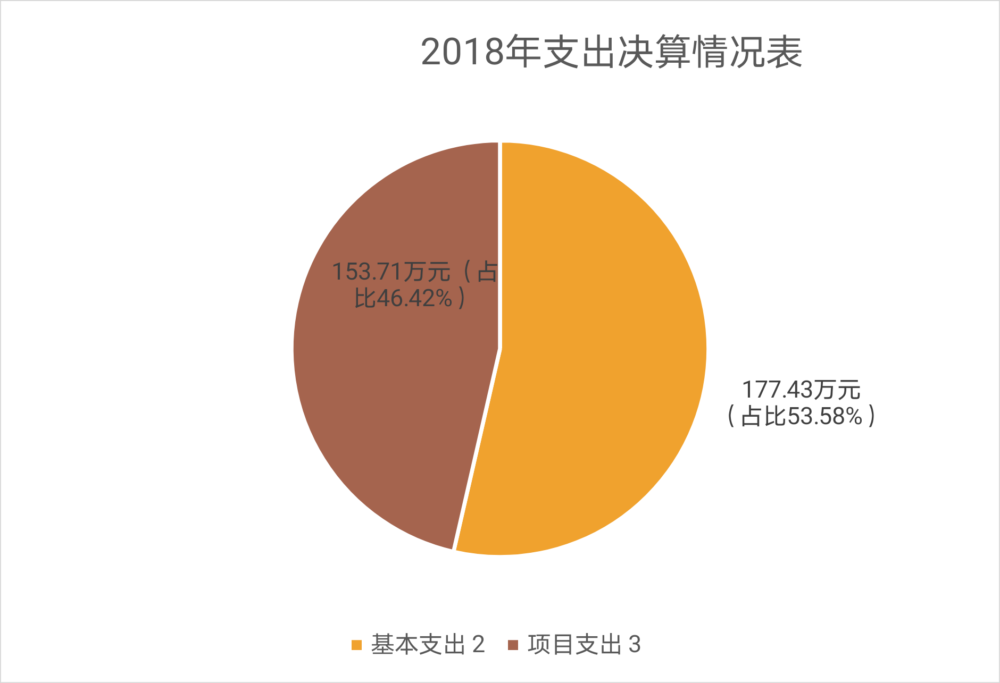 2018年支出决算情况表
153.71万元（占
比46.42%）
177.43万元
（占比53.58%）
基本支出 2
项目支出 3